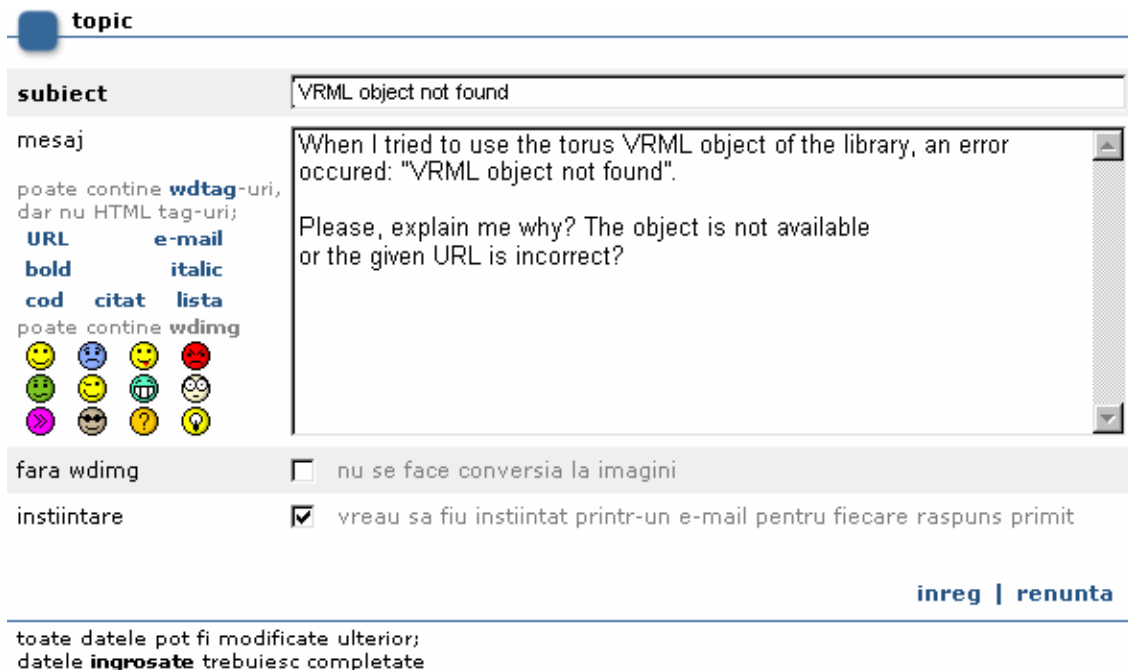 topic
subiect
VRML object not found
mesaj
When I tried to use the torus VRML object of the library, an error
occured: "VRML object not found".
Please, explain me why? The object is not available
or the given URL is incorrect?
poate contine wdtag-uri,
dar nu HTML tag-uri;
URL e-mail
bold italic
cod citat lista
poate contine wdimg
fara wdimg
nu se face conversia la imagini
instiintare
vreau sa fiu instiintat printr-un e-mail pentru fiecare raspuns primit
inreg | renunta
toate datele pot fi modificate ulterior;
datele ingrosate trebuiesc completate